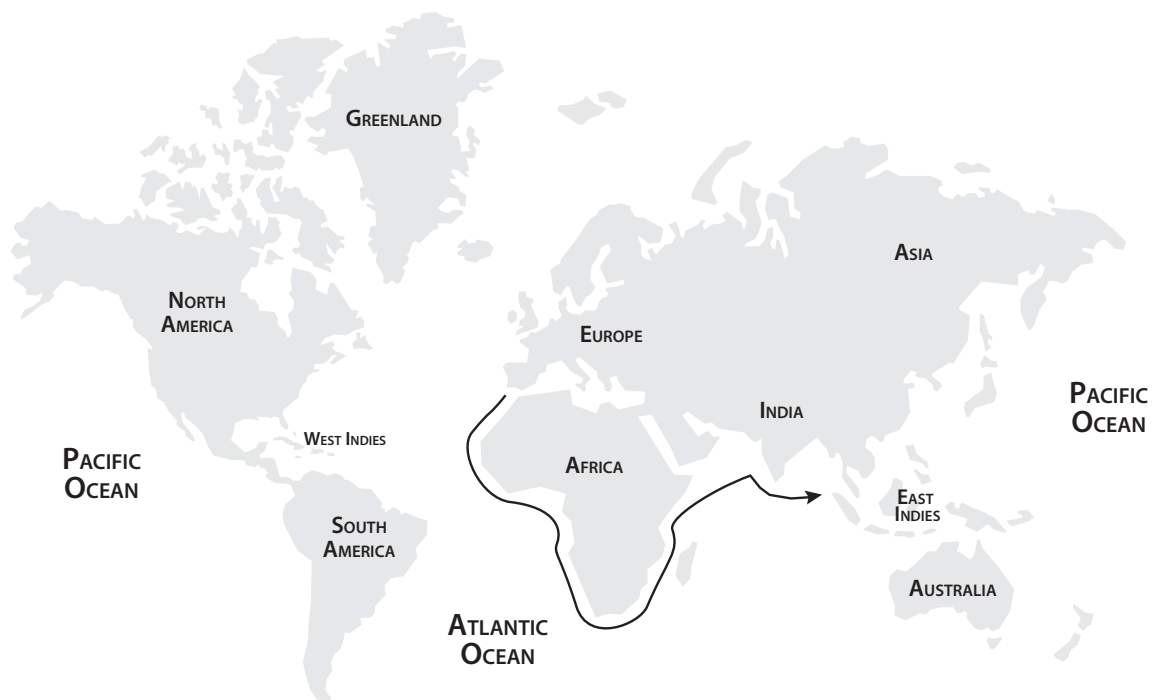 GREENLAND
ASIA
NORTH
AMERICA
EUROPE
PACIFIC
OCEAN
INDIA
WEST INDIES
PACIFIC
OCEAN
AFRICA
EAST
INDIES
SOUTH
AMERICA
AUSTRALIA
ATLANTIC
OCEAN